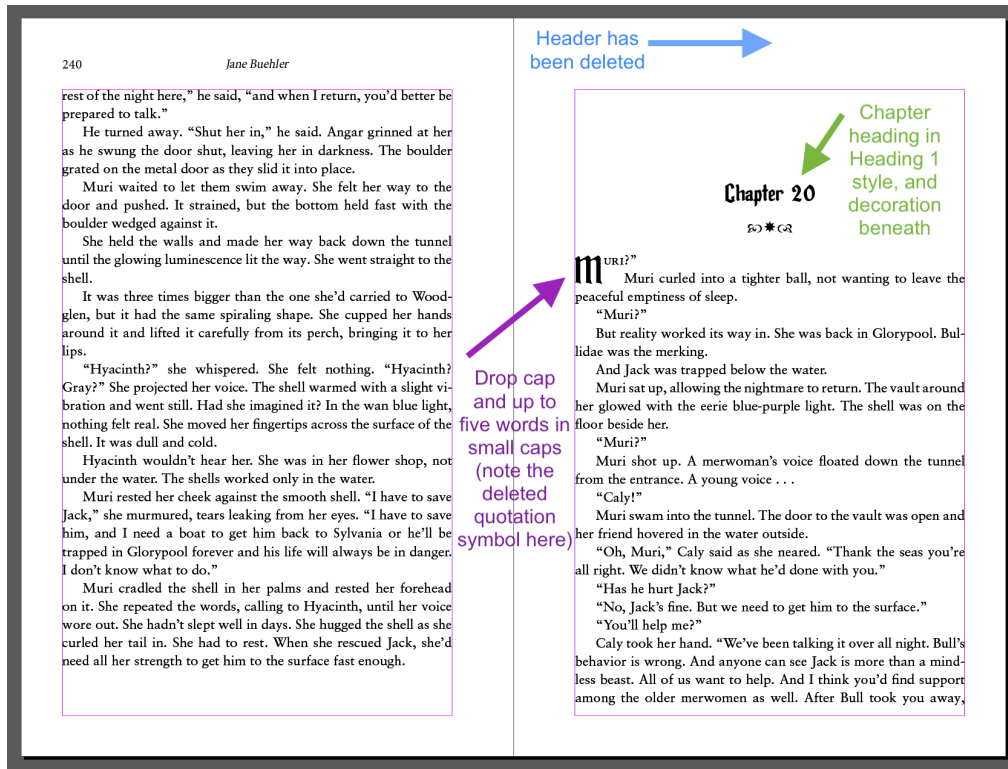 240
Jane Buehler
rest of the night here,” he said, “and when I return, you’d better be
prepared to talk.”
He turned away. “Shut her in,” he said. Angar grinned at her
as he swung the door shut, leaving her in darkness. The boulder
grated on the metal door as they slid it into place.
Muri waited to let them swim away. She felt her way to the
door and pushed. It strained, but the bottom held fast with the
boulder wedged against it.
She held the walls and made her way back down the tunnel
until the glowing luminescence lit the way. She went straight to the
shell.
It was three times bigger than the one she’d carried to Wood-
glen, but it had the same spiraling shape. She cupped her hands
around it and lifted it carefully from its perch, bringing it to her
lips.
“Hyacinth?” she whispered. She felt nothing. “Hyacinth?
Gray?” She projected her voice. The shell warmed with a slight vi-
bration and went still. Had she imagined it? In the wan blue light,
nothing felt real. She moved her fingertips across the surface of the
shell. It was dull and cold.
Hyacinth wouldn’t hear her. She was in her flower shop, not
under the water. The shells worked only in the water.
Muri rested her cheek against the smooth shell. “I have to save
Jack,” she murmured, tears leaking from her eyes. “I have to save
him, and I need a boat to get him back to Sylvania or he’ll be
trapped in Glorypool forever and his life will always be in danger.
I don’t know what to do.”
Muri cradled the shell in her palms and rested her forehead
on it. She repeated the words, calling to Hyacinth, until her voice
wore out. She hadn’t slept well in days. She hugged the shell as she
curled her tail in. She had to rest. When she rescued Jack, she’d
need all her strength to get him to the surface fast enough.
Header has
been deleted
Chapter
heading in
Heading 1
style, and
decoration
beneath
Drop cap
and up to
five words in
small caps
(note the
deleted
quotation
symbol here)
Chapter 20
MURI?”
Muri curled into a tighter ball, not wanting to leave the
peaceful emptiness of sleep.
“Muri?”
But reality worked its way in. She was back in Glorypool. Bul-
lidae was the merking.
And Jack was trapped below the water.
Muri sat up, allowing the nightmare to return. The vault around
her glowed with the eerie blue-purple light. The shell was on the
floor beside her.
“Muri?”
Muri shot up. A merwoman’s voice floated down the tunnel
from the entrance. A young voice . . .
“Caly!”
Muri swam into the tunnel. The door to the vault was open and
her friend hovered in the water outside.
“Oh, Muri,” Caly said as she neared. “Thank the seas you’re
all right. We didn’t know what he’d done with you.”
“Has he hurt Jack?”
“No, Jack’s fine. But we need to get him to the surface.”
“You’ll help me?”
Caly took her hand. “We’ve been talking it over all night. Bull’s
behavior is wrong. And anyone can see Jack is more than a mind-
less beast. All of us want to help. And I think you’d find support
among the older merwomen as well. After Bull took you away,